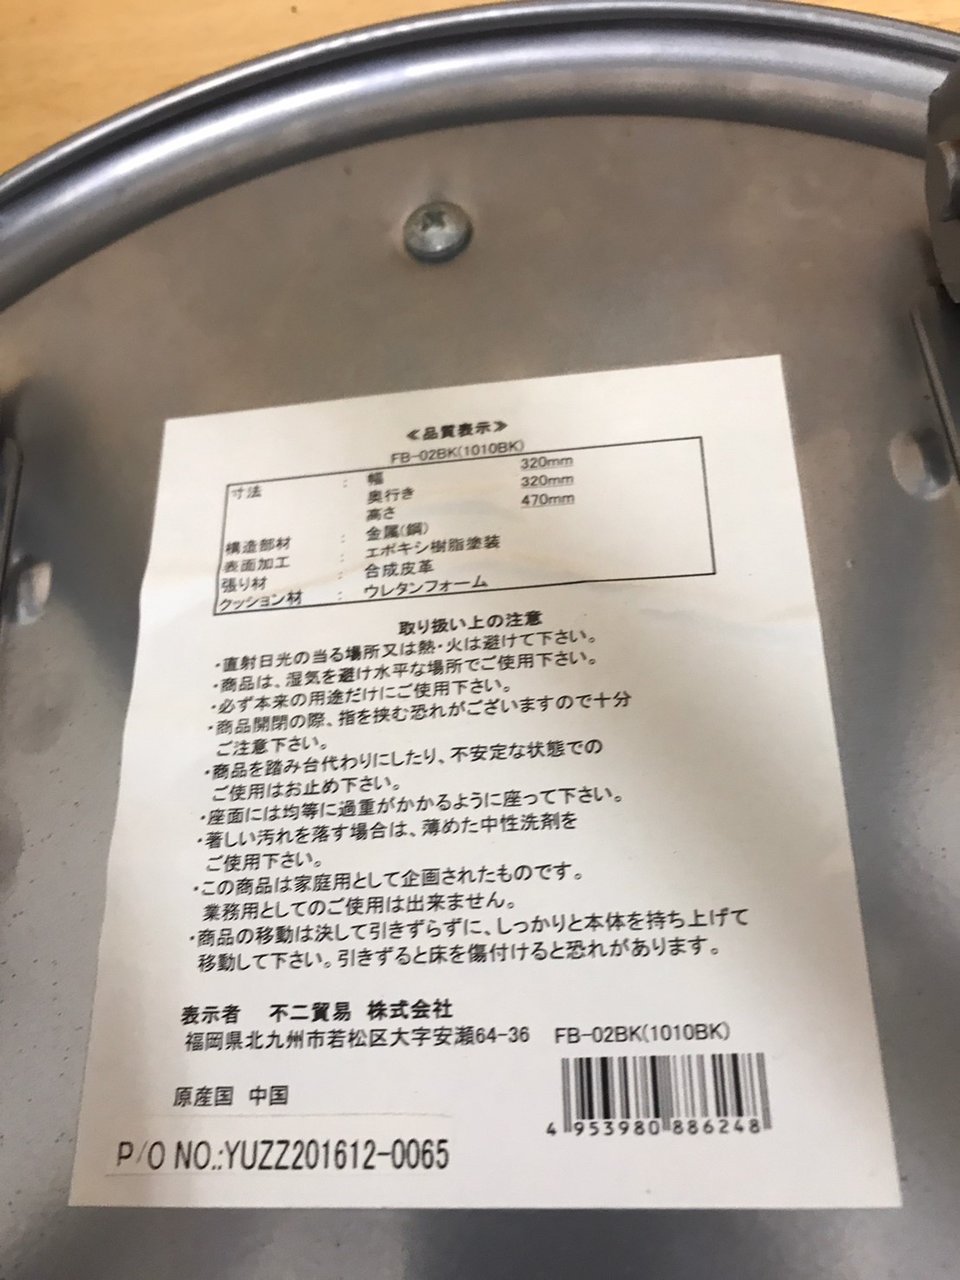 ≪品質表示≫
FB-02BK(1010BK)
寸法 : 幅 320mm
奥行き 320mm
高さ 470mm
構造部材 : 金属(鋼)
表面加工 : エポキシ樹脂塗装
張り材 : 合成皮革
クッション材 : ウレタンフォーム
取り扱い上の注意
・直射日光の当る場所又は熱・火は避けて下さい。
・商品は、湿気を避け水平な場所でご使用下さい。
・必ず本来の用途だけにご使用下さい。
・商品開閉の際、指を挟む恐れがございますので十分
ご注意下さい。
・商品を踏み台代わりにしたり、不安定な状態での
ご使用はお止め下さい。
・座面には均等に過重がかかるように座って下さい。
・著しい汚れを落す場合は、薄めた中性洗剤を
ご使用下さい。
・この商品は家庭用として企画されたものです。
業務用としてのご使用は出来ません。
・商品の移動は決して引きずらずに、しっかりと本体を持ち上げて
移動して下さい。引きずると床を傷付けると恐れがあります。
表示者 不二貿易 株式会社
福岡県北九州市若松区大字安瀬64-36 FB-02BK(1010BK)
原産国 中国
4 953980 886248
P/O NO.:YUZZ201612-0065